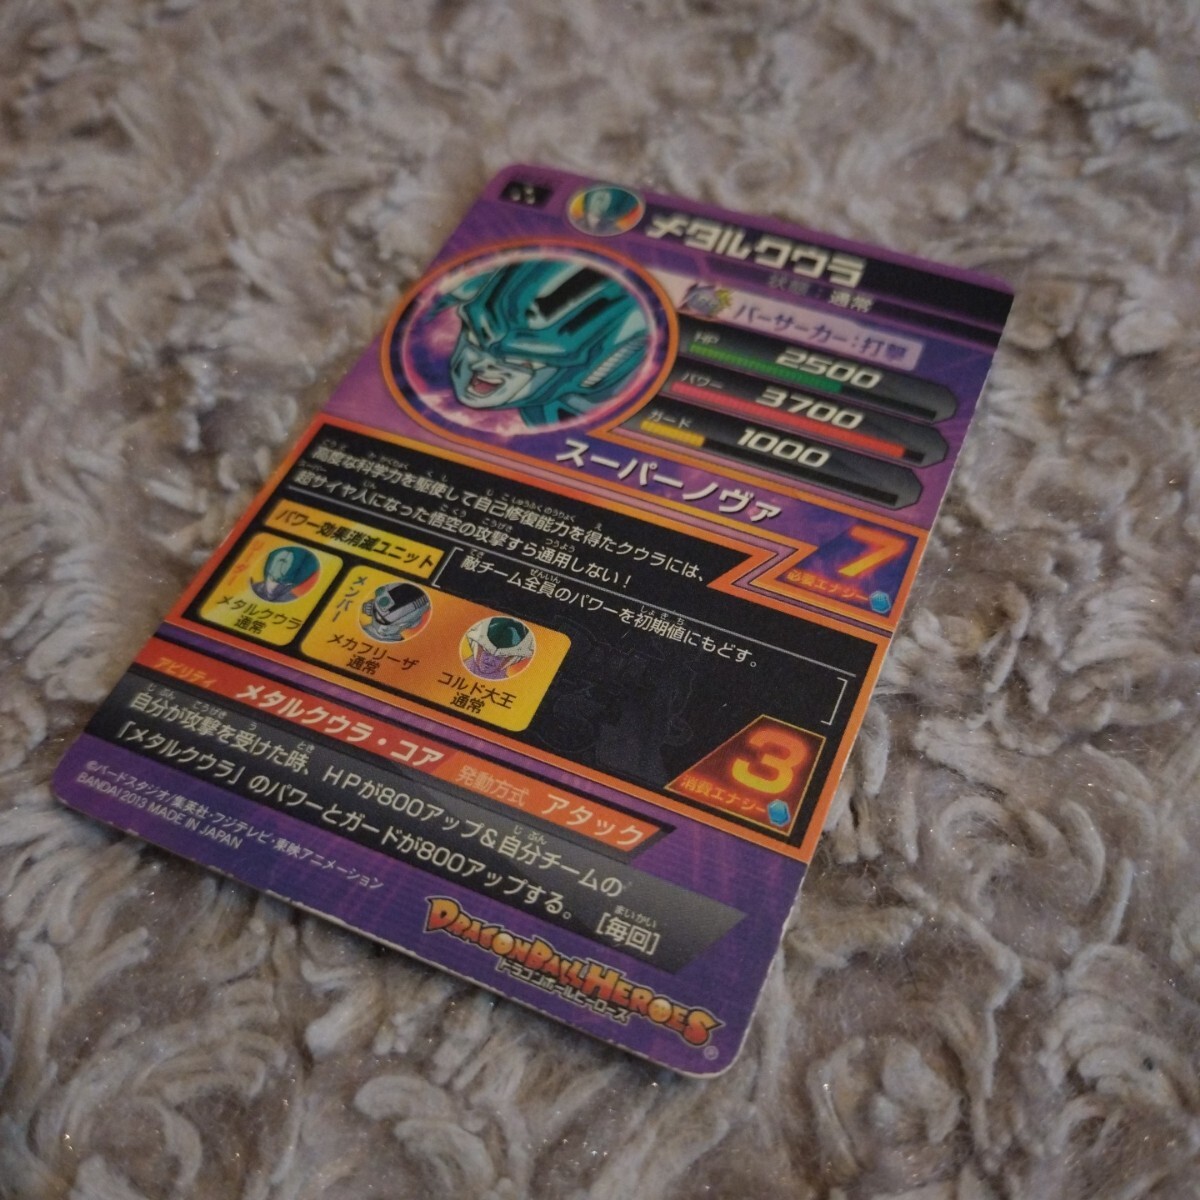 メタルクウラ
状態：通常
バーサーカー：打撃
HP 2500
パワー 3700
ガード 1000
スーパーノヴァ
7
必要エナジー
高度な科学力を駆使して自己修復能力を得たクウラには、
超サイヤ人になった悟空の攻撃すら通用しない！
パワー効果消滅ユニット
敵チーム全員のパワーを初期値にもどす。
リーダー
メタルクウラ
通常
メンバー
メカフリーザ
通常
コルド大王
通常
3
消費エナジー
アビリティ メタルクウラ・コア 発動方式 アタック
自分が攻撃を受けた時、HPが800アップ&自分チームの
「メタルクウラ」のパワーとガードが800アップする。 [毎回]
©バードスタジオ/集英社・フジテレビ・東映アニメーション
BANDAI 2013 MADE IN JAPAN
DRAGONBALL HEROES
ドラゴンボールヒーローズ